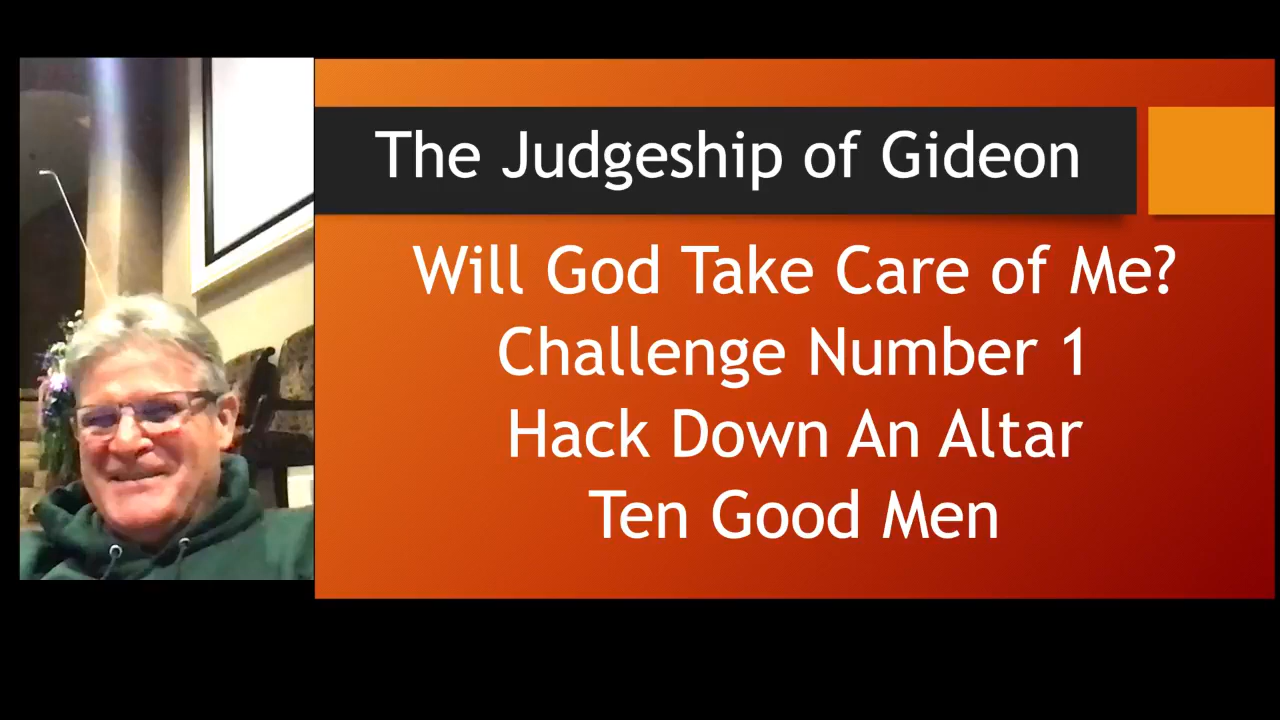 The Judgeship of Gideon
Will God Take Care of Me?
Challenge Number 1
Hack Down An Altar
Ten Good Men